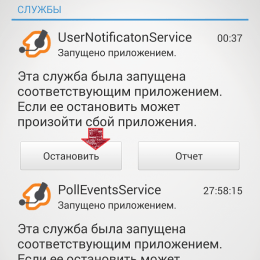 СЛУЖБЫ
UserNotificatonService 00:37
Запущено приложением.
Эта служба была запущена
соответствующим приложением.
Если ее остановить может
произойти сбой приложения.
Остановить Отчет
PollEventsService 27:58:15
Запущено приложением.
Эта служба была запущена
соответствующим приложением.
Если ее остановить может